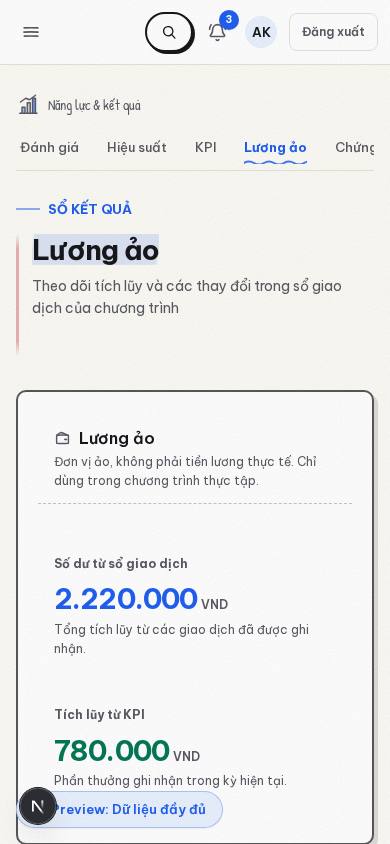 3
AK
Đăng xuất
Năng lực & kết quả
Đánh giá
Hiệu suất
KPI
Lương ảo
Chứng
SỔ KẾT QUẢ
Lương ảo
Theo dõi tích lũy và các thay đổi trong sổ giao
dịch của chương trình
Lương ảo
Đơn vị ảo, không phải tiền lương thực tế. Chỉ
dùng trong chương trình thực tập.
Số dư từ sổ giao dịch
2.220.000 VND
Tổng tích lũy từ các giao dịch đã được ghi
nhận.
Tích lũy từ KPI
780.000 VND
Phần thưởng ghi nhận trong kỳ hiện tại.
N
Preview: Dữ liệu đầy đủ